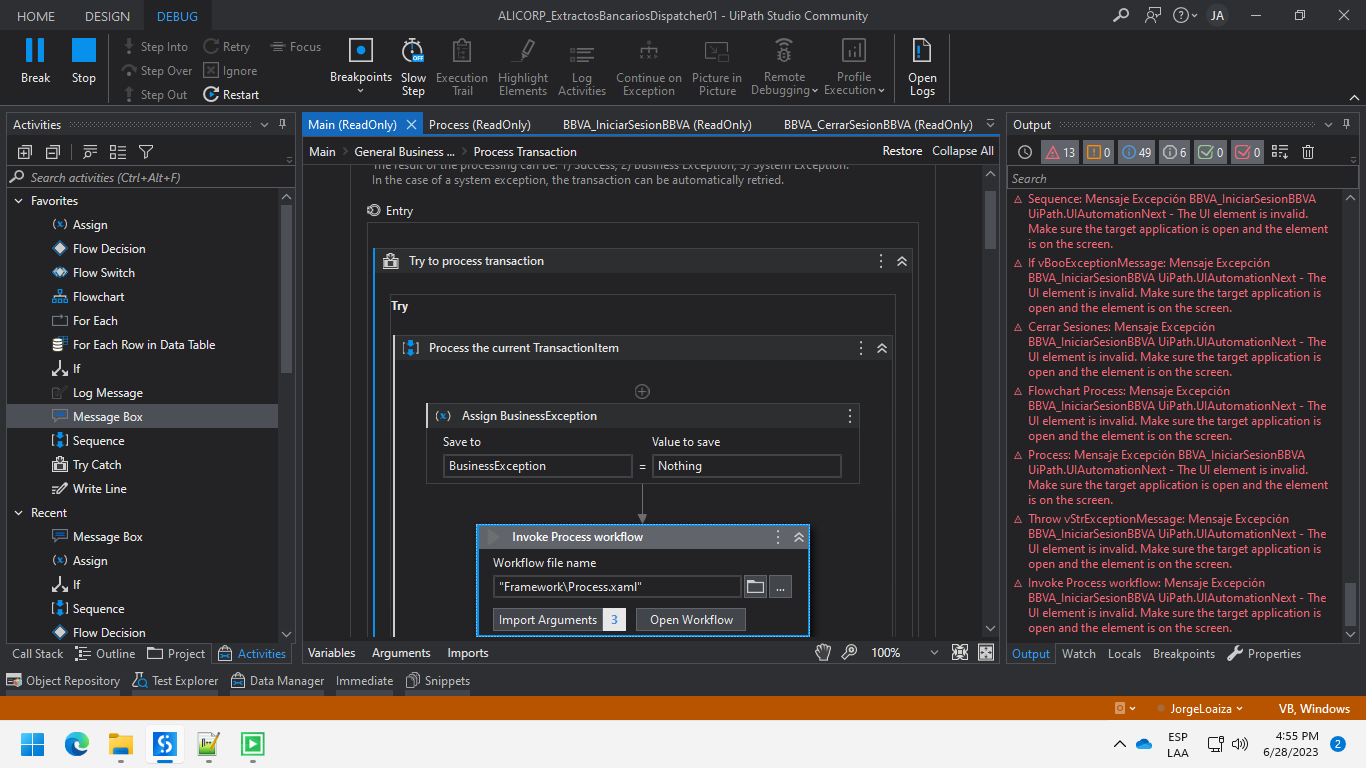 HOME DESIGN DEBUG
ALICORP_ExtractosBancariosDispatcher01 - UiPath Studio Community
JA
Break
Stop
Step Into
Step Over
Step Out
Retry
Ignore
Restart
Focus
Breakpoints
Slow
Step
OFF
Execution
Trail
Highlight
Elements
Log
Activities
Continue on
Exception
Picture in
Picture
Remote
Debugging
Profile
Execution
Open
Logs
Activities
Search activities (Ctrl+Alt+F)
Favorites
Assign
Flow Decision
Flow Switch
Flowchart
For Each
For Each Row in Data Table
If
Log Message
Message Box
Sequence
Try Catch
Write Line
Recent
Message Box
Assign
If
Sequence
Flow Decision
Call Stack Outline Project Activities
Main (ReadOnly) Process (ReadOnly) BBVA_IniciarSesionBBVA (ReadOnly) BBVA_CerrarSesionBBVA (ReadOnly)
Main General Business ... Process Transaction Restore Collapse All
The result of the processing can be: 1) Success, 2) Business Exception, 3) System Exception.
In the case of a system exception, the transaction can be automatically retried.
Entry
Try to process transaction
Try
Process the current TransactionItem
Assign BusinessException
Save to Value to save
BusinessException = Nothing
Invoke Process workflow
Workflow file name
"Framework\Process.xaml" ...
Import Arguments 3 Open Workflow
Variables Arguments Imports 100%
Output
13 0 49 6 0 0
Search
Sequence: Mensaje Excepción BBVA_IniciarSesionBBVA
UiPath.UIAutomationNext - The UI element is invalid.
Make sure the target application is open and the element
is on the screen.
If vBooExceptionMessage: Mensaje Excepción
BBVA_IniciarSesionBBVA UiPath.UIAutomationNext - The
UI element is invalid. Make sure the target application is
open and the element is on the screen.
Cerrar Sesiones: Mensaje Excepción
BBVA_IniciarSesionBBVA UiPath.UIAutomationNext - The
UI element is invalid. Make sure the target application is
open and the element is on the screen.
Flowchart Process: Mensaje Excepción
BBVA_IniciarSesionBBVA UiPath.UIAutomationNext - The
UI element is invalid. Make sure the target application is
open and the element is on the screen.
Process: Mensaje Excepción BBVA_IniciarSesionBBVA
UiPath.UIAutomationNext - The UI element is invalid.
Make sure the target application is open and the element
is on the screen.
Throw vStrExceptionMessage: Mensaje Excepción
BBVA_IniciarSesionBBVA UiPath.UIAutomationNext - The
UI element is invalid. Make sure the target application is
open and the element is on the screen.
Invoke Process workflow: Mensaje Excepción
BBVA_IniciarSesionBBVA UiPath.UIAutomationNext - The
UI element is invalid. Make sure the target application is
open and the element is on the screen.
Output Watch Locals Breakpoints Properties
Object Repository Test Explorer Data Manager Immediate Snippets
JorgeLoaiza VB, Windows
ESP
LAA
4:55 PM
6/28/2023
2